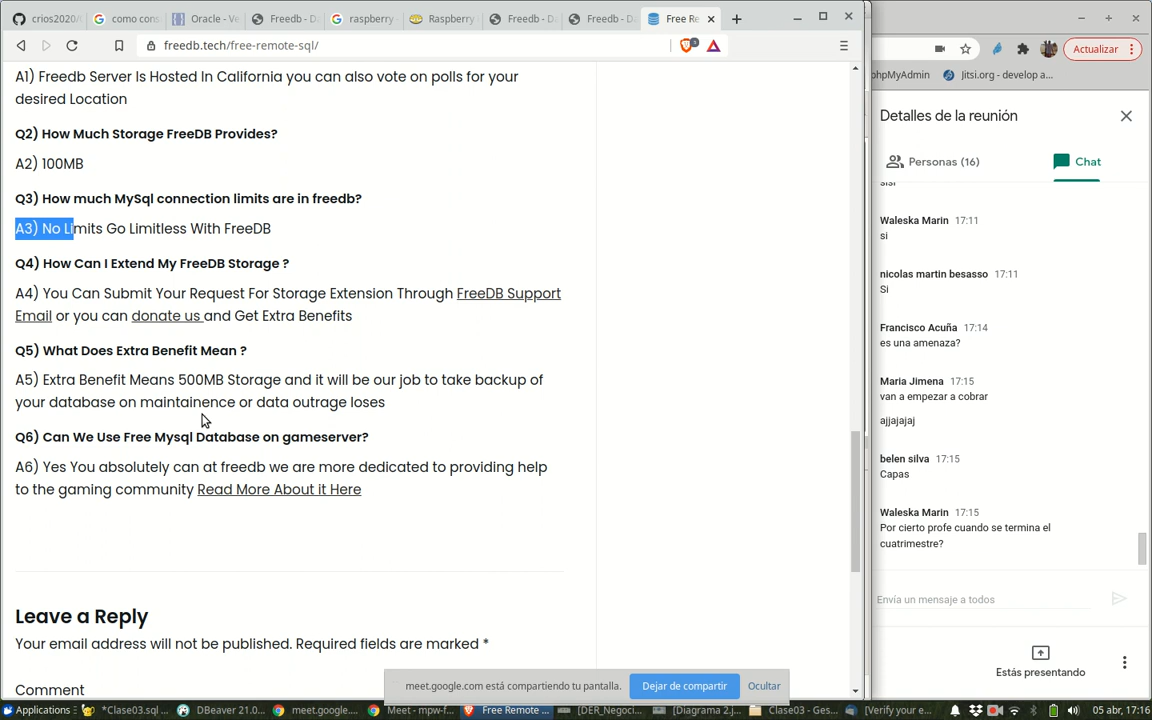 crios2020/
como cons
Oracle - Ve
Freedb - D
raspberry
Raspberry
Freedb - D
Freedb - D
Free Re
freedb.tech/free-remote-sql/
A1) Freedb Server Is Hosted In California you can also vote on polls for your
desired Location
Q2) How Much Storage FreeDB Provides?
A2) 100MB
Q3) How much MySql connection limits are in freedb?
A3) No Limits Go Limitless With FreeDB
Q4) How Can I Extend My FreeDB Storage ?
A4) You Can Submit Your Request For Storage Extension Through FreeDB Support
Email or you can donate us and Get Extra Benefits
Q5) What Does Extra Benefit Mean ?
A5) Extra Benefit Means 500MB Storage and it will be our job to take backup of
your database on maintainence or data outrage loses
Q6) Can We Use Free Mysql Database on gameserver?
A6) Yes You absolutely can at freedb we are more dedicated to providing help
to the gaming community Read More About it Here
Leave a Reply
Your email address will not be published. Required fields are marked *
Comment
meet.google.com está compartiendo tu pantalla.
Dejar de compartir
Ocultar
Actualizar
phpMyAdmin
Jitsi.org - develop a...
Detalles de la reunión
Personas (16)
Chat
sisi
Waleska Marin 17:11
si
nicolas martin besasso 17:11
Si
Francisco Acuña 17:14
es una amenaza?
Maria Jimena 17:15
van a empezar a cobrar
ajjajajaj
belen silva 17:15
Capas
Waleska Marin 17:15
Por cierto profe cuando se termina el
cuatrimestre?
Envía un mensaje a todos
Estás presentando
Applications
*Clase03.sql ...
DBeaver 21.0...
meet.google....
Meet - mpw-f...
Free Remote ...
[DER_Negoci...
[Diagrama 2.j...
Clase03 - Ges...
[Verify your e...
05 abr, 17:16